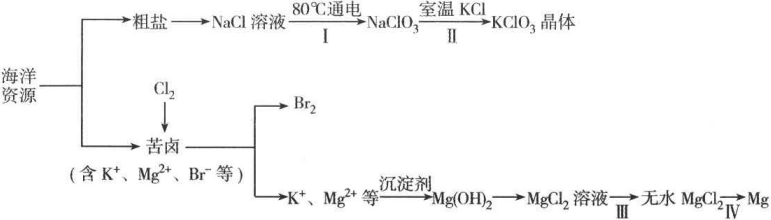 粗盐 NaCl 溶液 80℃通电 Ⅰ NaClO₃ 室温 KCl Ⅱ KClO₃ 晶体
海洋资源
Cl₂
苦卤
(含 K⁺、Mg²⁺、Br⁻ 等)
Br₂
K⁺、Mg²⁺ 等 沉淀剂 Mg(OH)₂ MgCl₂ 溶液 Ⅲ 无水 MgCl₂ Ⅳ Mg